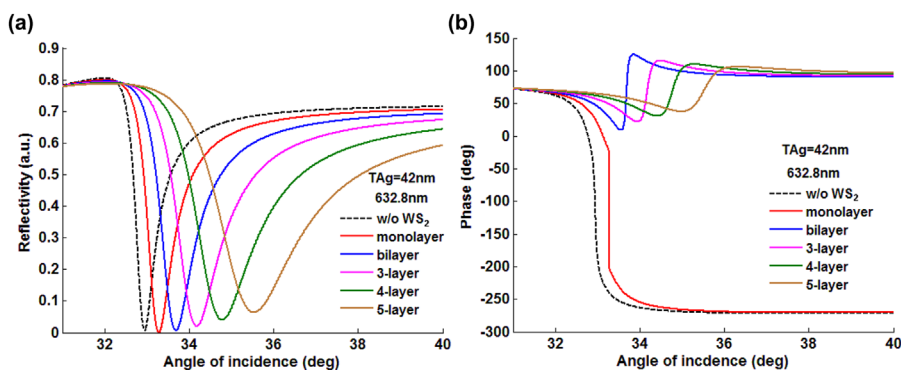 (a)
0.9
0.8
0.7
0.6
0.5
0.4
0.3
0.2
0.1
0
Reflectivity (a.u.)
32 34 36 38 40
Angle of incidence (deg)
TAg=42nm
632.8nm
w/o WS₂
monolayer
bilayer
3-layer
4-layer
5-layer
(b)
150
100
50
0
-50
-100
-150
-200
-250
-300
Phase (deg)
32 34 36 38 40
Angle of incedence (deg)
TAg=42nm
632.8nm
w/o WS₂
monolayer
bilayer
3-layer
4-layer
5-layer